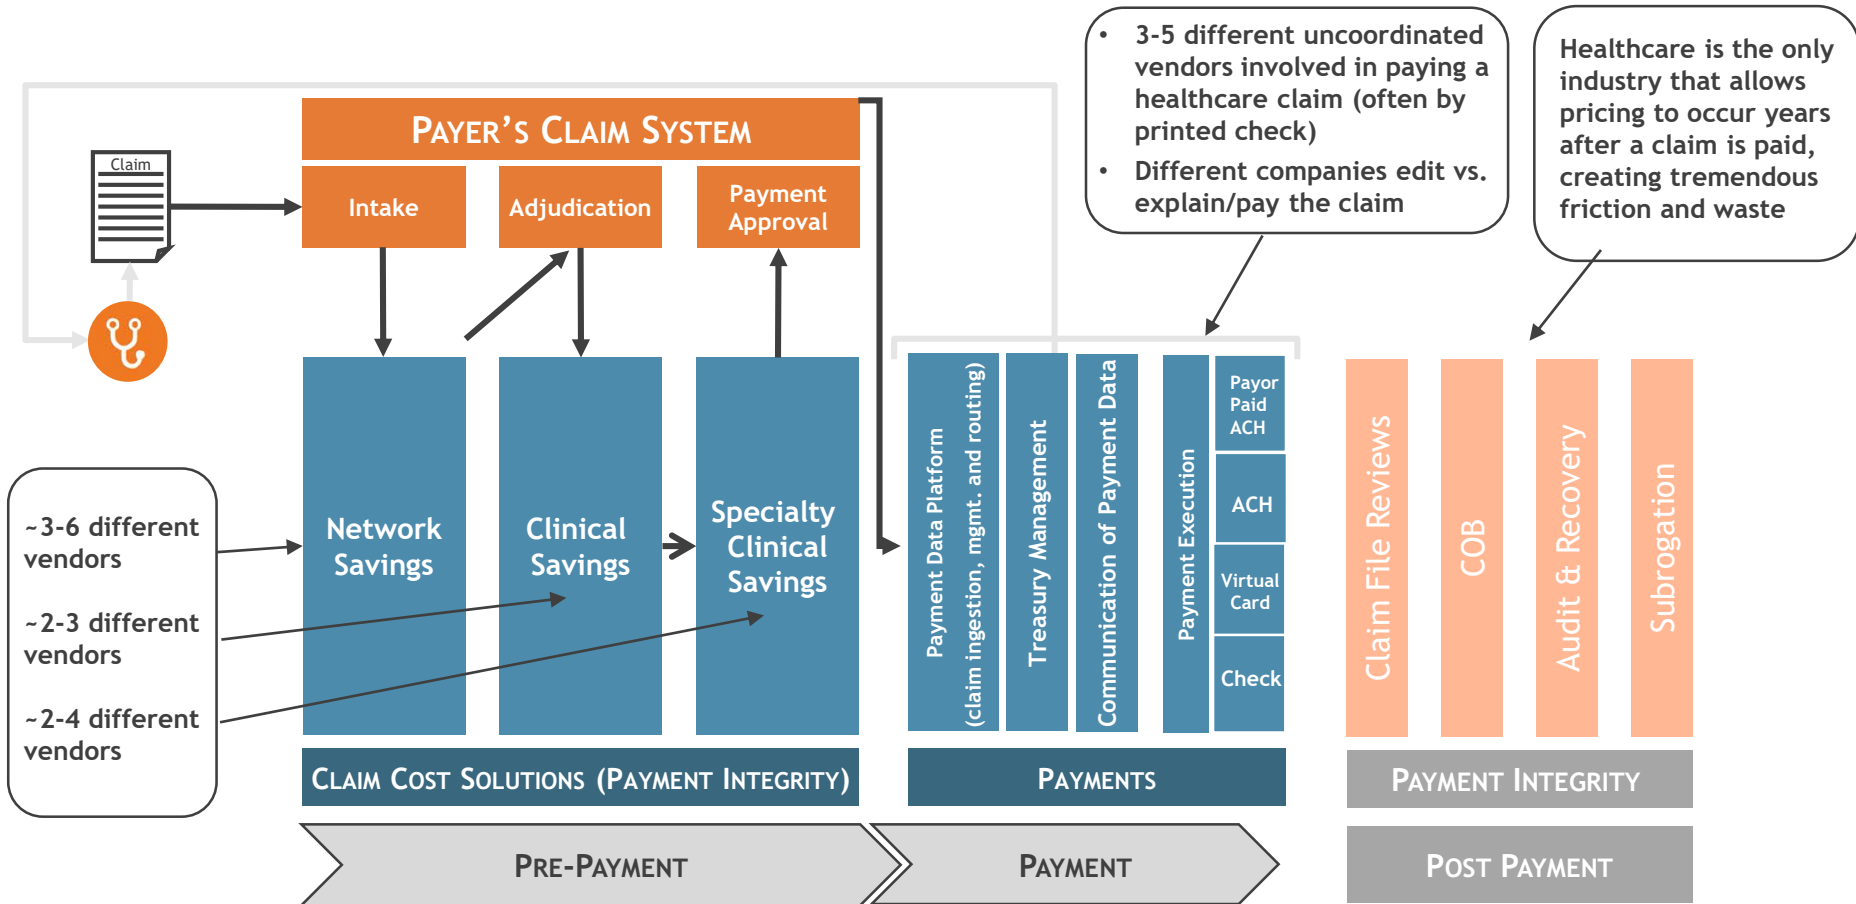 • 3-5 different uncoordinated
vendors involved in paying a
healthcare claim (often by
printed check)
• Different companies edit vs.
explain/pay the claim
Healthcare is the only
industry that allows
pricing to occur years
after a claim is paid,
creating tremendous
friction and waste
PAYER'S CLAIM SYSTEM
Claim
Intake
Adjudication
Payment
Approval
~3-6 different
vendors
~2-3 different
vendors
~2-4 different
vendors
Network
Savings
Clinical
Savings
Specialty
Clinical
Savings
Payment Data Platform
(claim ingestion, mgmt. and routing)
Treasury Management
Communication of Payment Data
Payment Execution
Payor
Paid
ACH
ACH
Virtual
Card
Check
Claim File Reviews
COB
Audit & Recovery
Subrogation
CLAIM COST SOLUTIONS (PAYMENT INTEGRITY)
PAYMENTS
PAYMENT INTEGRITY
PRE-PAYMENT
PAYMENT
POST PAYMENT